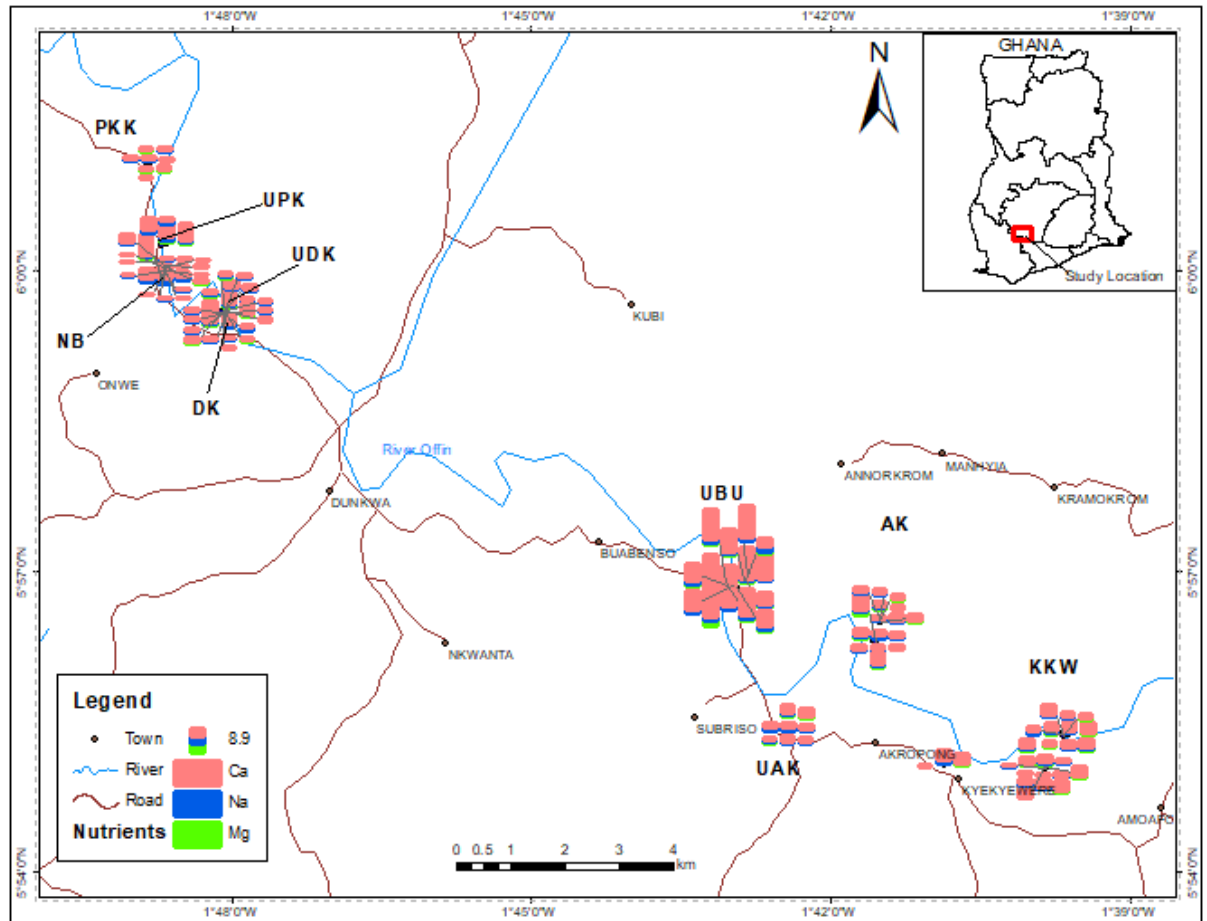 1°48'0"W
1°45'0"W
1°42'0"W
1°39'0"W
GHANA
N
PKK
UPK
UDK
6°0'0"N
6°0'0"N
Study Location
KUBI
NB
ONWE
DK
River Offin
MANHYIA
ANNORKROM
UBU
KRAMOKROM
DUNKWA
AK
BUABENSO
5°57'0"N
5°57'0"N
NKWANTA
KKW
Legend
SUBRISO
Town
8.9
AKROPONG
UAK
River
Ca
KYEKYEWERE
Road
Na
AMOAFO
Nutrients
Mg
0 0.5 1 2 3 4
km
5°54'0"N
5°54'0"N
1°48'0"W
1°45'0"W
1°42'0"W
1°39'0"W